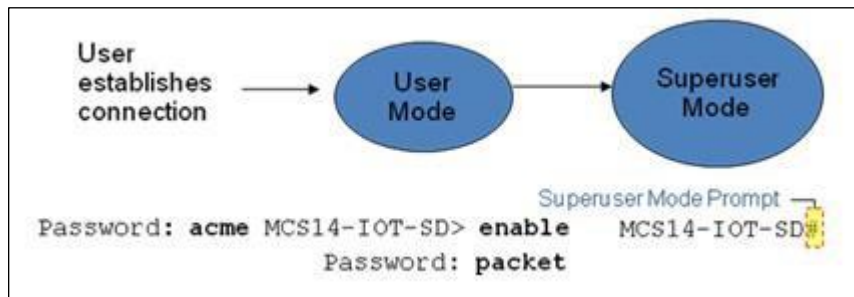 User
establishes
connection
User
Mode
Superuser
Mode
Superuser Mode Prompt
Password: acme MCS14-IOT-SD> enable MCS14-IOT-SD#
Password: packet